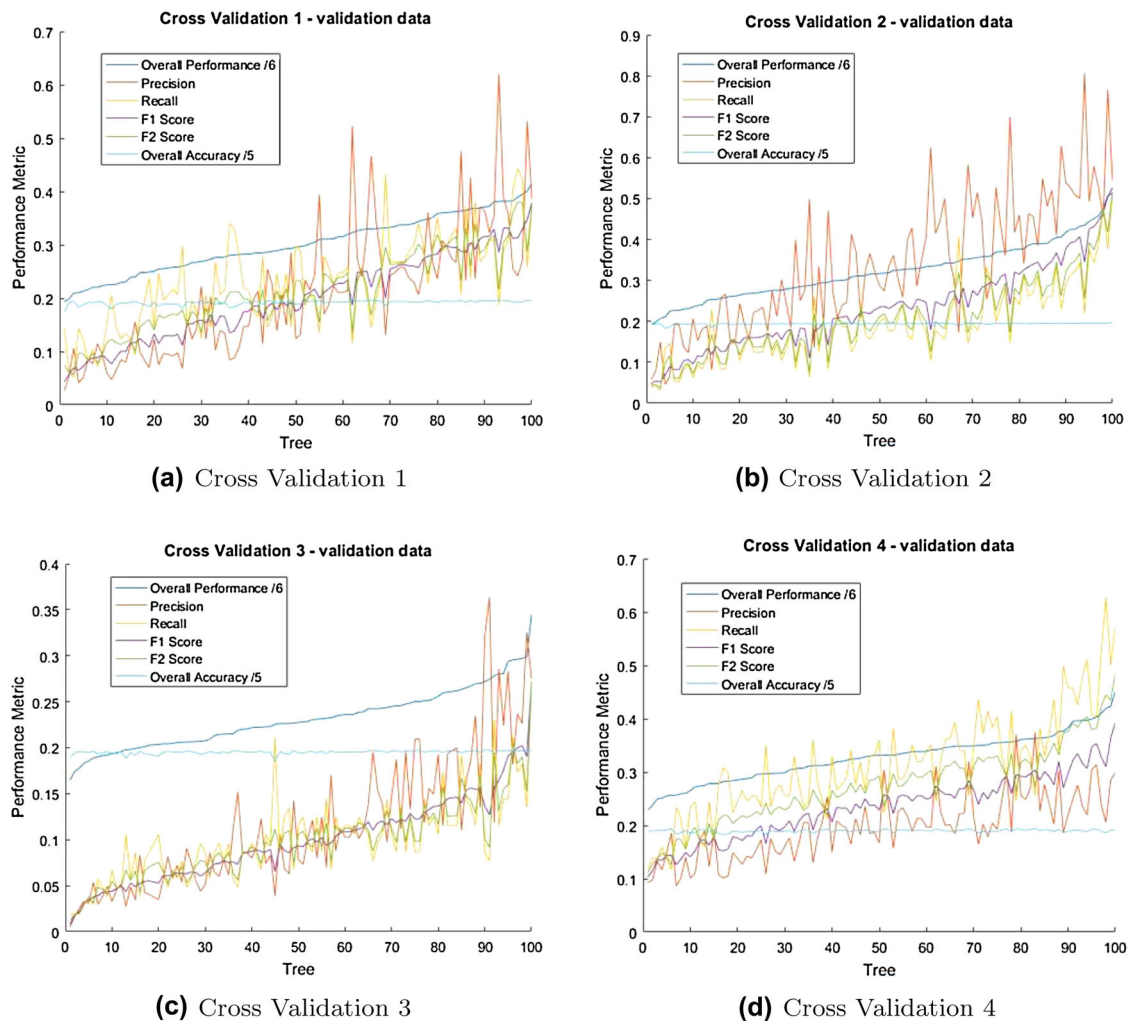 Cross Validation 1 - validation data
0.7
0.6
0.5
0.4
0.3
0.2
0.1
0
Performance Metric
Overall Performance /6
Precision
Recall
F1 Score
F2 Score
Overall Accuracy /5
0 10 20 30 40 50 60 70 80 90 100
Tree
(a) Cross Validation 1
Cross Validation 2 - validation data
0.9
0.8
0.7
0.6
0.5
0.4
0.3
0.2
0.1
0
Performance Metric
Overall Performance /6
Precision
Recall
F1 Score
F2 Score
Overall Accuracy /5
0 10 20 30 40 50 60 70 80 90 100
Tree
(b) Cross Validation 2
Cross Validation 3 - validation data
0.4
0.35
0.3
0.25
0.2
0.15
0.1
0.05
0
Performance Metric
Overall Performance /6
Precision
Recall
F1 Score
F2 Score
Overall Accuracy /5
0 10 20 30 40 50 60 70 80 90 100
Tree
(c) Cross Validation 3
Cross Validation 4 - validation data
0.7
0.6
0.5
0.4
0.3
0.2
0.1
0
Performance Metric
Overall Performance /6
Precision
Recall
F1 Score
F2 Score
Overall Accuracy /5
0 10 20 30 40 50 60 70 80 90 100
Tree
(d) Cross Validation 4